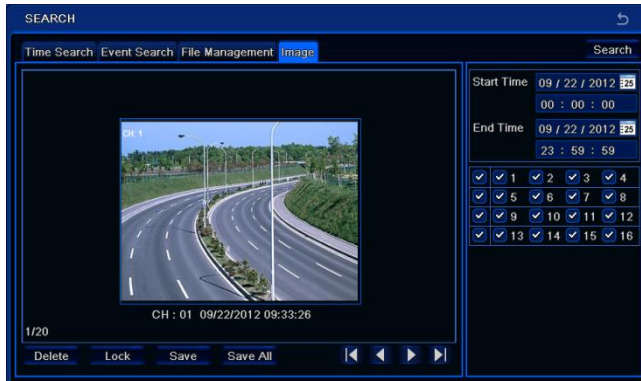 SEARCH
Time Search Event Search File Management Image
Search
CH: 1
CH : 01 09/22/2012 09:33:26
1/20
Delete Lock Save Save All
Start Time 09 / 22 / 2012 25
00 : 00 : 00
End Time 09 / 22 / 2012 25
23 : 59 : 59
1 2 3 4
5 6 7 8
9 10 11 12
13 14 15 16